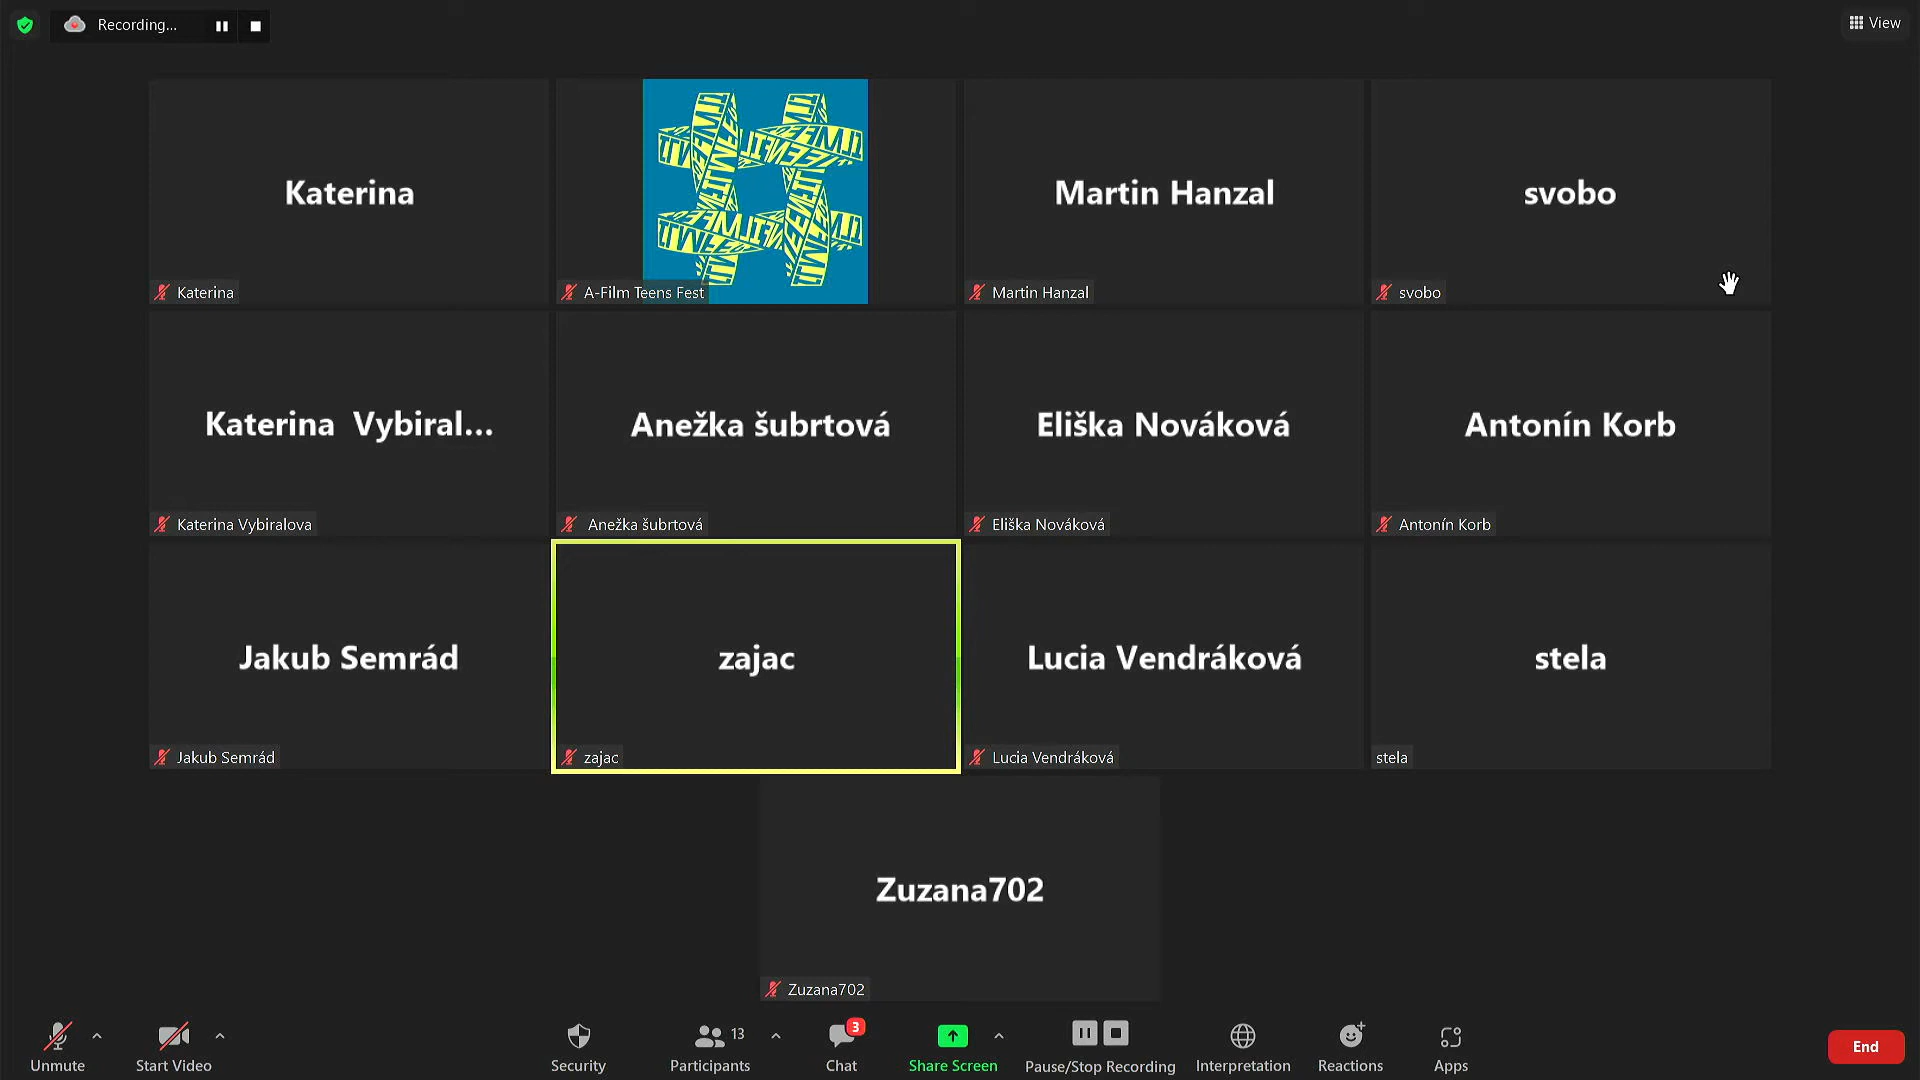 Recording...
View
Katerina
Katerina
A-Film Teens Fest
Martin Hanzal
Martin Hanzal
svobo
svobo
Katerina  Vybiral...
Katerina Vybiralova
Anežka šubrtová
Anežka šubrtová
Eliška Nováková
Eliška Nováková
Antonín Korb
Antonín Korb
Jakub Semrád
Jakub Semrád
zajac
zajac
Lucia Vendráková
Lucia Vendráková
stela
stela
Zuzana702
Zuzana702
Unmute
Start Video
Security
13
Participants
3
Chat
Share Screen
Pause/Stop Recording
Interpretation
Reactions
Apps
End